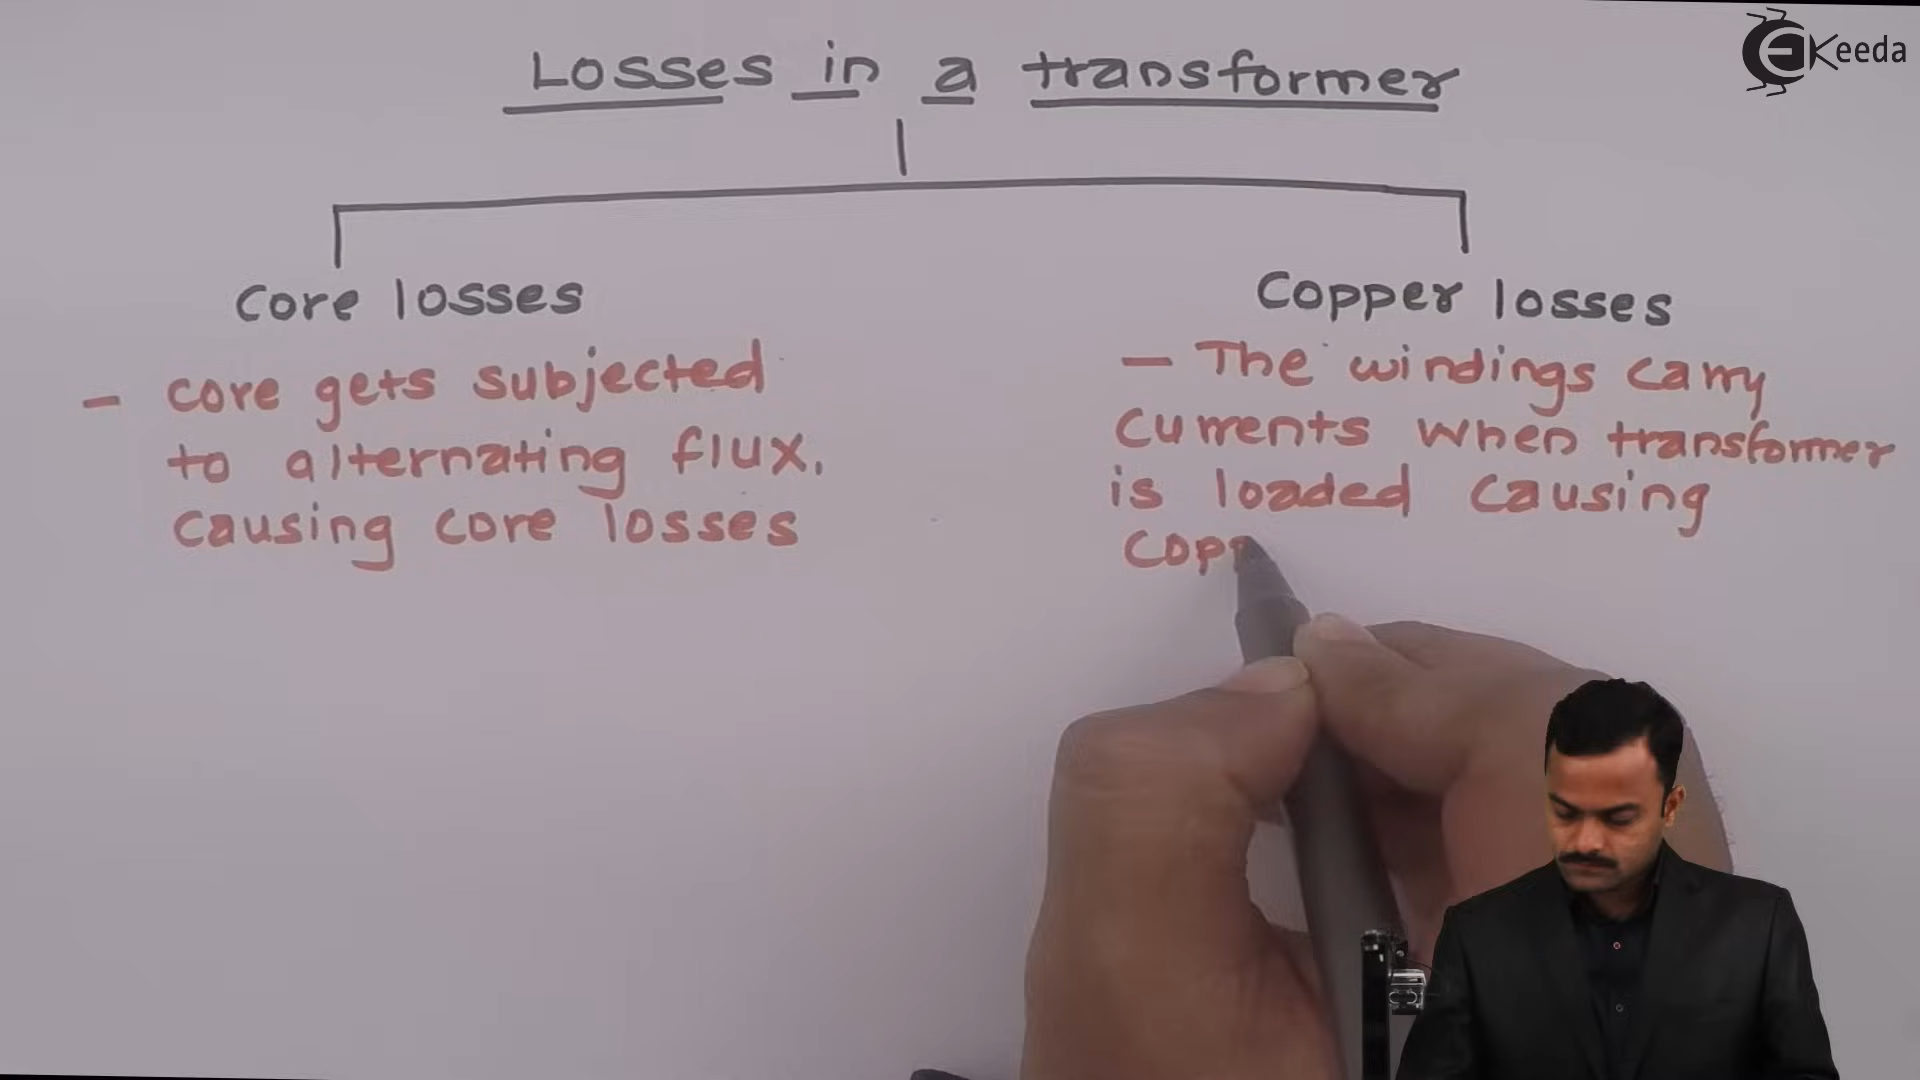 Losses in a transformer
EKeeda
Core losses
Copper losses
- core gets subjected
to alternating flux.
causing core losses
- The windings carry
currents when transformer
is loaded causing
Copp